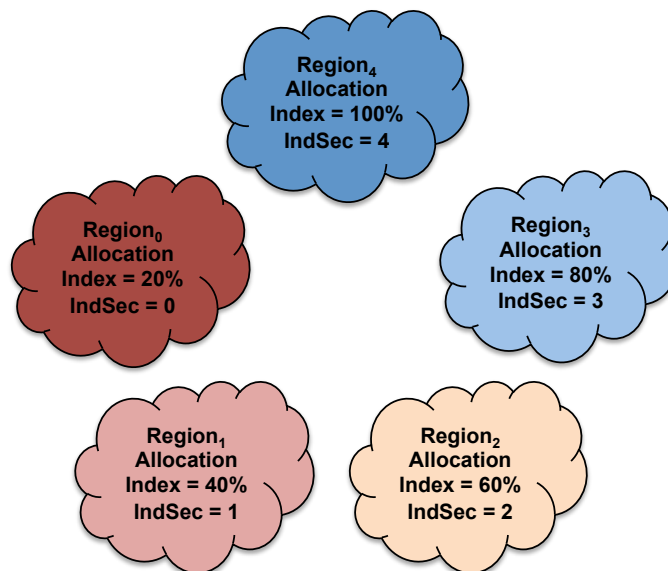 Region₄
Allocation
Index = 100%
IndSec = 4
Region₀
Allocation
Index = 20%
IndSec = 0
Region₃
Allocation
Index = 80%
IndSec = 3
Region₁
Allocation
Index = 40%
IndSec = 1
Region₂
Allocation
Index = 60%
IndSec = 2